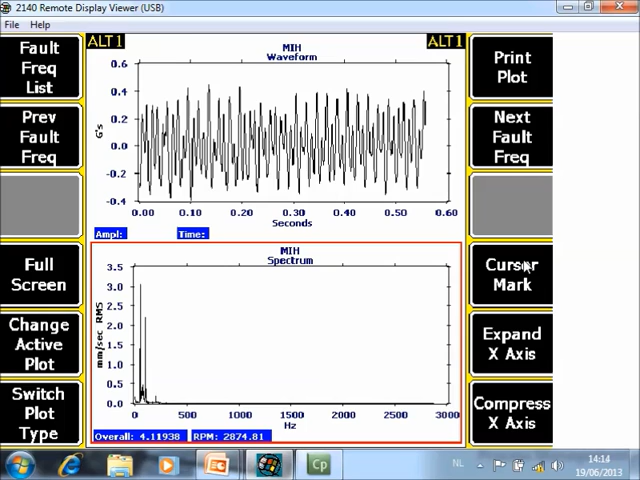 2140 Remote Display Viewer (USB)
File Help
Fault
Freq
List
Prev
Fault
Freq
Full
Screen
Change
Active
Plot
Switch
Plot
Type
ALT1
ALT1
MIH
Waveform
0.6
0.4
0.2
0.0
-0.2
-0.4
G's
0.00 0.10 0.20 0.30 0.40 0.50 0.60
Seconds
Ampl: Time:
MIH
Spectrum
3.5
3.0
2.5
2.0
1.5
1.0
0.5
0.0
mm/sec RMS
0 500 1000 1500 2000 2500 3000
Hz
Overall: 4.11938 RPM: 2874.81
Print
Plot
Next
Fault
Freq
Cursor
Mark
Expand
X Axis
Compress
X Axis
Cp
NL
14:14
19/06/2013